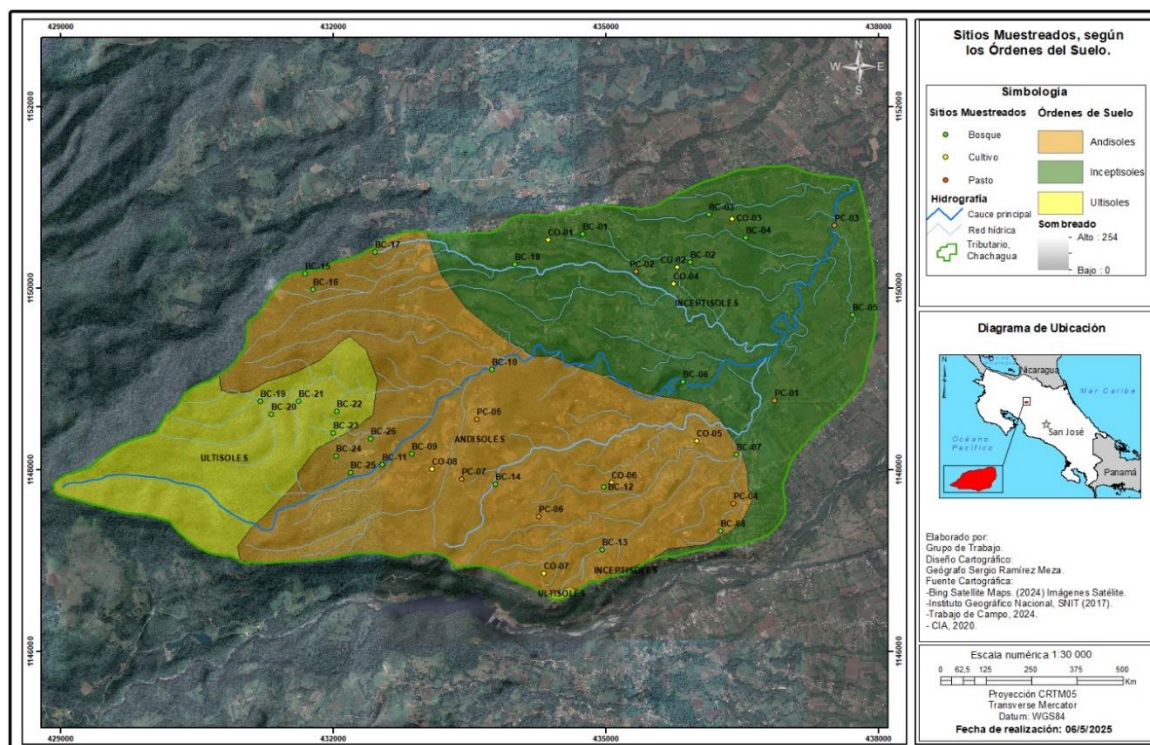 429000 432000 435000 438000
1152000 1152000
1150000 1150000
1148000 1148000
1146000 1146000
429000 432000 435000 438000
N
W E
S
BC-03
CO-03
PC-03
BC-17
CO-01
BC-01
BC-04
BC-15
BC-18
PC-02
CO-02
BC-02
BC-16
CO-04
INCEPTISOLES
BC-05
BC-10
BC-06
BC-19
BC-21
PC-01
BC-20
BC-22
PC-05
BC-23
BC-26
ANDISOLES
CO-05
ULTISOLES
BC-24
BC-11
BC-09
BC-07
BC-25
CO-08
PC-07
BC-14
CO-06
BC-12
PC-04
PC-06
BC-08
BC-13
CO-07
INCEPTISOLES
ULTISOLES
Sitios Muestreados, según
los Órdenes del Suelo.
Simbología
Sitios Muestreados
Bosque
Cultivo
Pasto
Hidrografía
Cauce principal
Red hídrica
Tributario,
Chachagua
Órdenes de Suelo
Andisoles
Inceptisoles
Ultisoles
Sombreado
Alto : 254
Bajo : 0
Diagrama de Ubicación
N
Nicaragua
Mar Caribe
San José
Océano
Pacífico
Panamá
Elaborado por:
Grupo de Trabajo.
Diseño Cartográfico:
Geógrafo Sergio Ramírez Meza.
Fuente Cartográfica:
-Bing Satellite Maps. (2024) Imágenes Satélite.
-Instituto Geográfico Nacional, SNIT (2017).
-Trabajo de Campo, 2024.
- CIA, 2020.
Escala numérica 1:30 000
0 62,5 125 250 375 500
Km
Proyección CRTM05
Transverse Mercator
Datum: WGS84
Fecha de realización: 06/5/2025